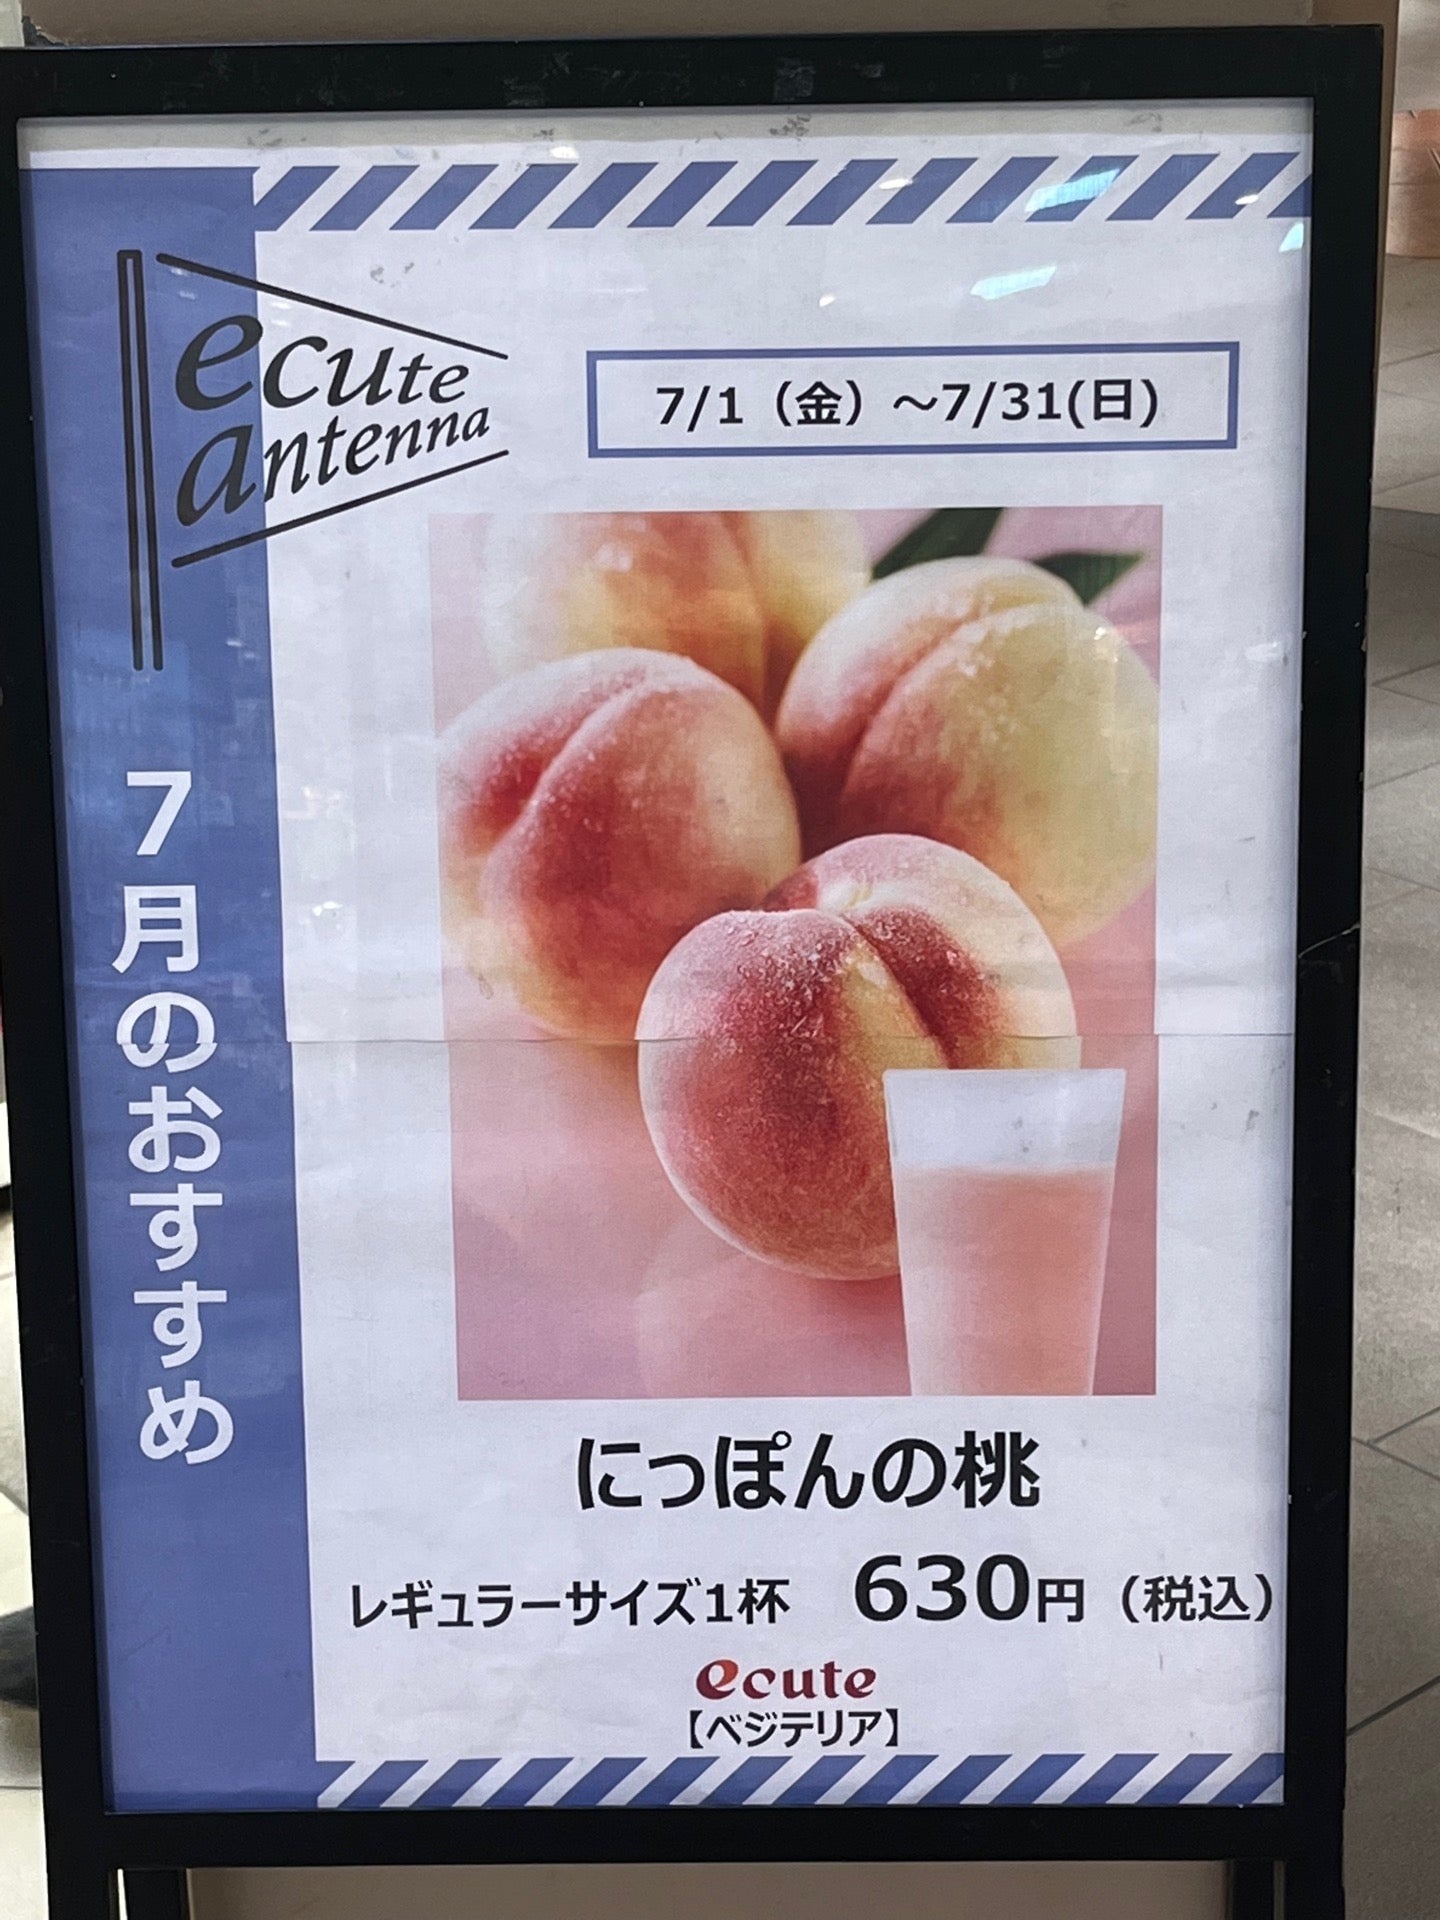 ecute
antenna
7/1（金）～7/31(日)
7月のおすすめ
にっぽんの桃
レギュラーサイズ1杯　630円（税込）
ecute
【ベジテリア】